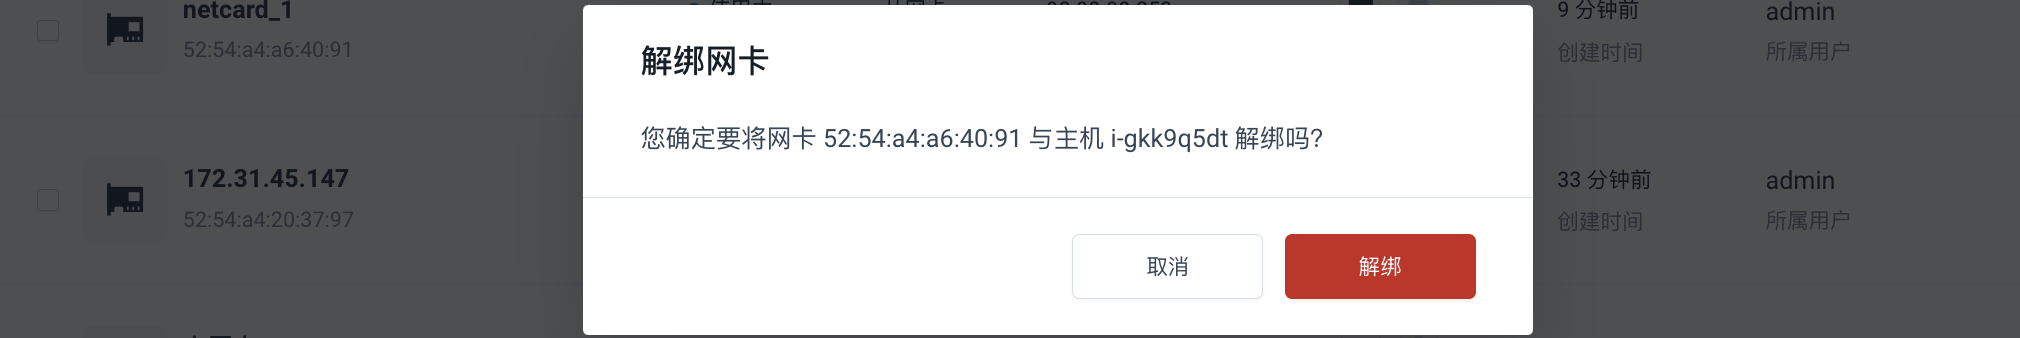 netcard_1
52:54:a4:a6:40:91
9 分钟前
创建时间
admin
所属用户
解绑网卡
您确定要将网卡 52:54:a4:a6:40:91 与主机 i-gkk9q5dt 解绑吗?
172.31.45.147
52:54:a4:20:37:97
33 分钟前
创建时间
admin
所属用户
取消
解绑